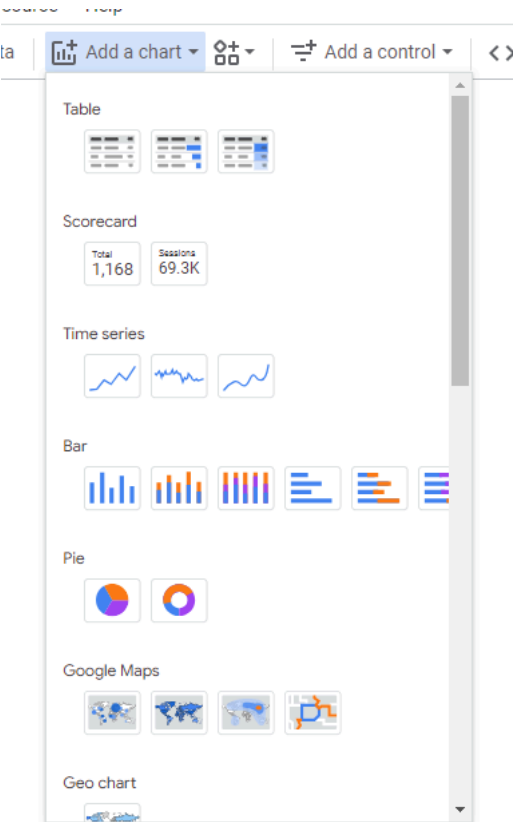 ta
Add a chart
Add a control
Table
Scorecard
Total
1,168
Sessions
69.3K
Time series
Bar
Pie
Google Maps
Geo chart